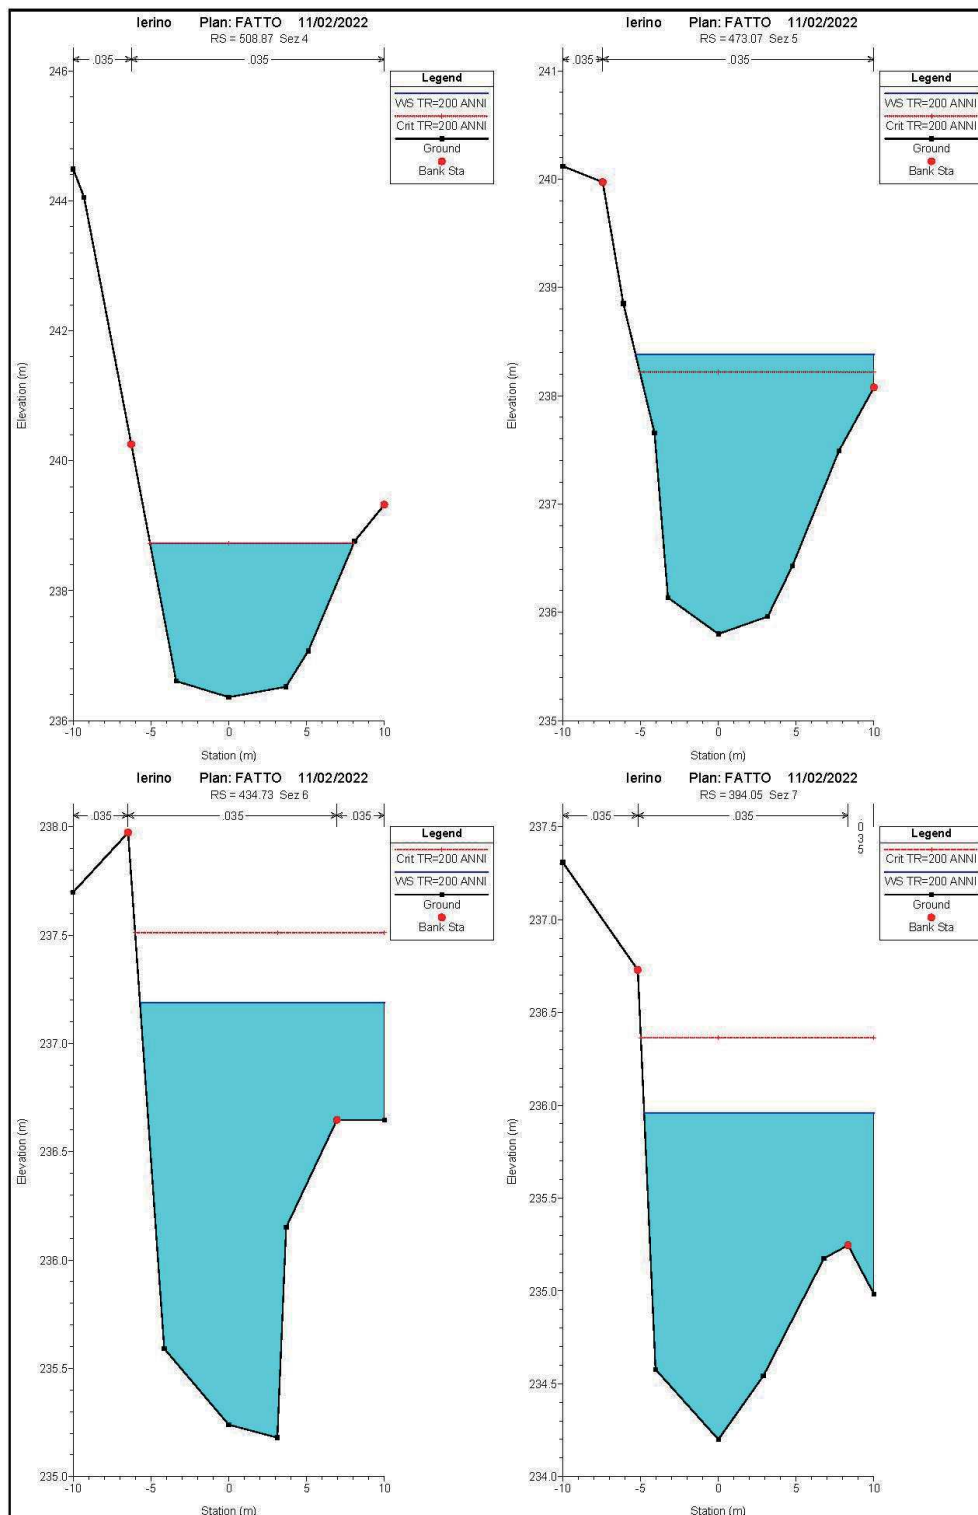 Ierino Plan: FATTO 11/02/2022
RS = 508.87 Sez 4
.035 .035
246
244
242
240
238
236
-10 -5 0 5 10
Elevation (m)
Station (m)
Legend
WS TR=200 ANNI
Crit TR=200 ANNI
Ground
Bank Sta
Ierino Plan: FATTO 11/02/2022
RS = 473.07 Sez 5
.035 .035
241
240
239
238
237
236
235
-10 -5 0 5 10
Elevation (m)
Station (m)
Legend
WS TR=200 ANNI
Crit TR=200 ANNI
Ground
Bank Sta
Ierino Plan: FATTO 11/02/2022
RS = 434.73 Sez 6
.035 .035 .035
238.0
237.5
237.0
236.5
236.0
235.5
235.0
-10 -5 0 5 10
Elevation (m)
Station (m)
Legend
Crit TR=200 ANNI
WS TR=200 ANNI
Ground
Bank Sta
Ierino Plan: FATTO 11/02/2022
RS = 394.05 Sez 7
.035 .035
0
3
5
237.5
237.0
236.5
236.0
235.5
235.0
234.5
234.0
-10 -5 0 5 10
Elevation (m)
Station (m)
Legend
Crit TR=200 ANNI
WS TR=200 ANNI
Ground
Bank Sta